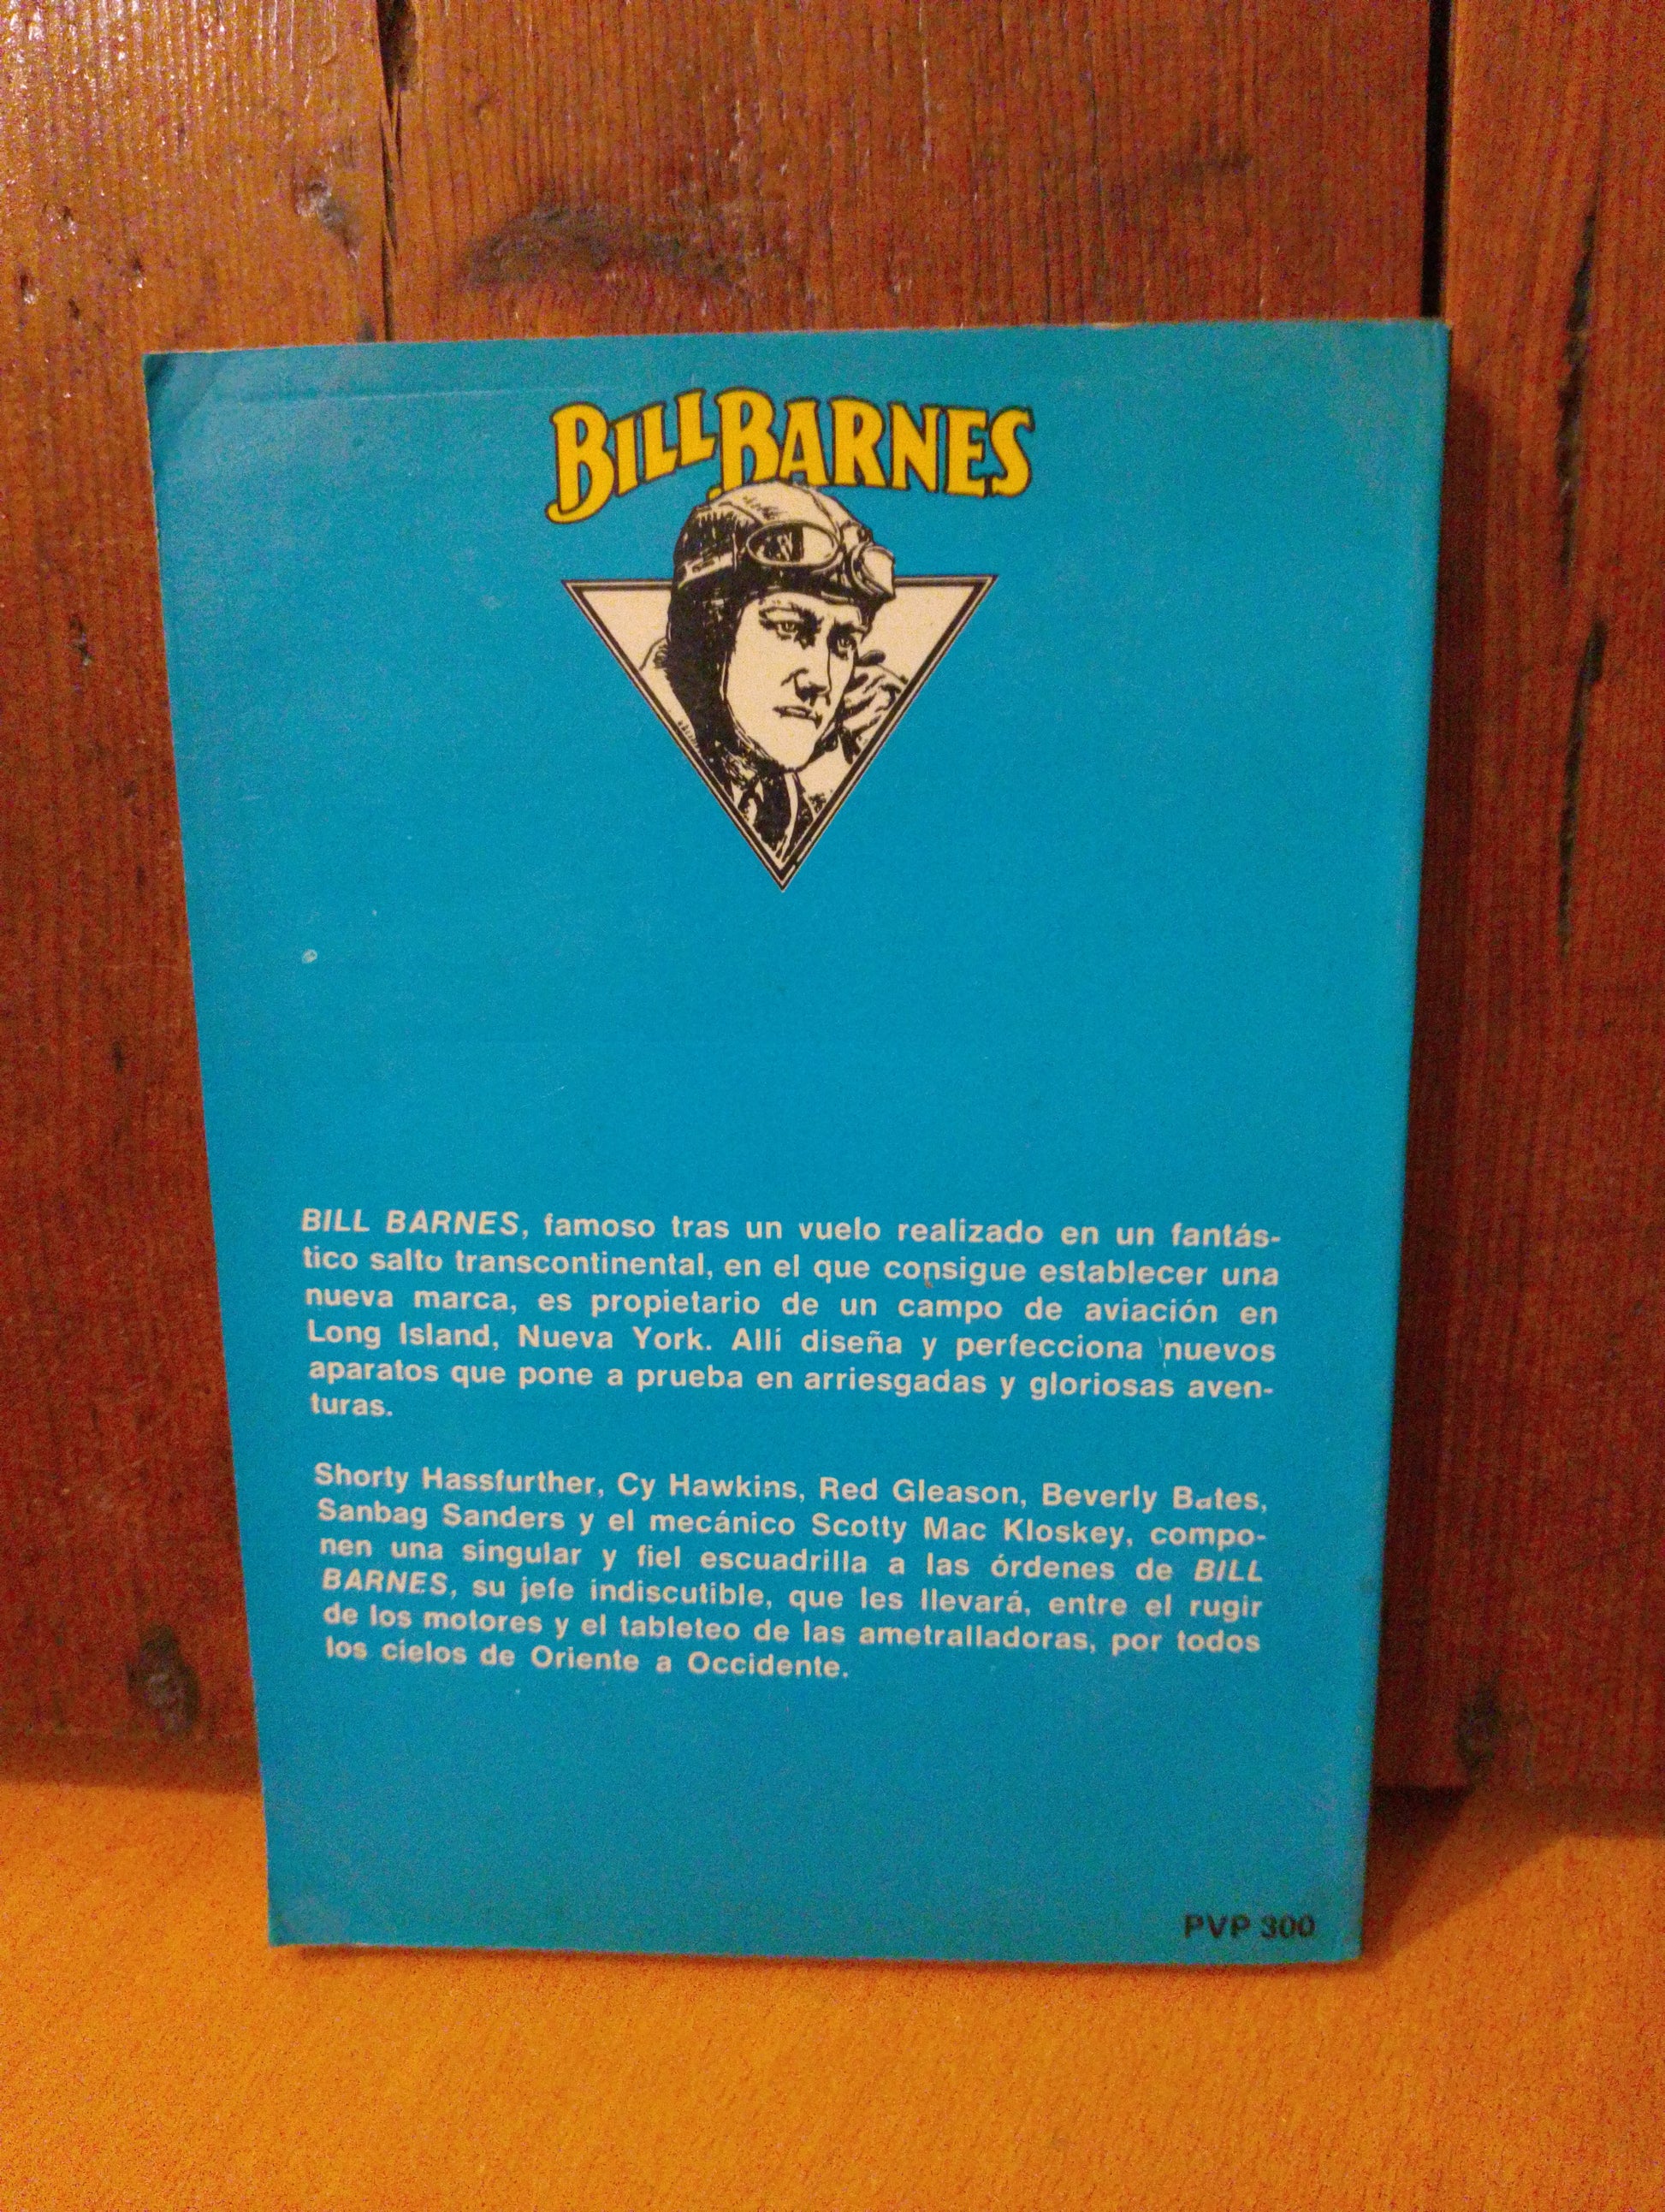 BILL BARNES
BILL BARNES, famoso tras un vuelo realizado en un fantás-
tico salto transcontinental, en el que consigue establecer una
nueva marca, es propietario de un campo de aviación en
Long Island, Nueva York. Allí diseña y perfecciona nuevos
aparatos que pone a prueba en arriesgadas y gloriosas aven-
turas.
Shorty Hassfurther, Cy Hawkins, Red Gleason, Beverly Bates,
Sanbag Sanders y el mecánico Scotty Mac Kloskey, compo-
nen una singular y fiel escuadrilla a las órdenes de BILL
BARNES, su jefe indiscutible, que les llevará, entre el rugir
de los motores y el tableteo de las ametralladoras, por todos
los cielos de Oriente a Occidente.
PVP 300